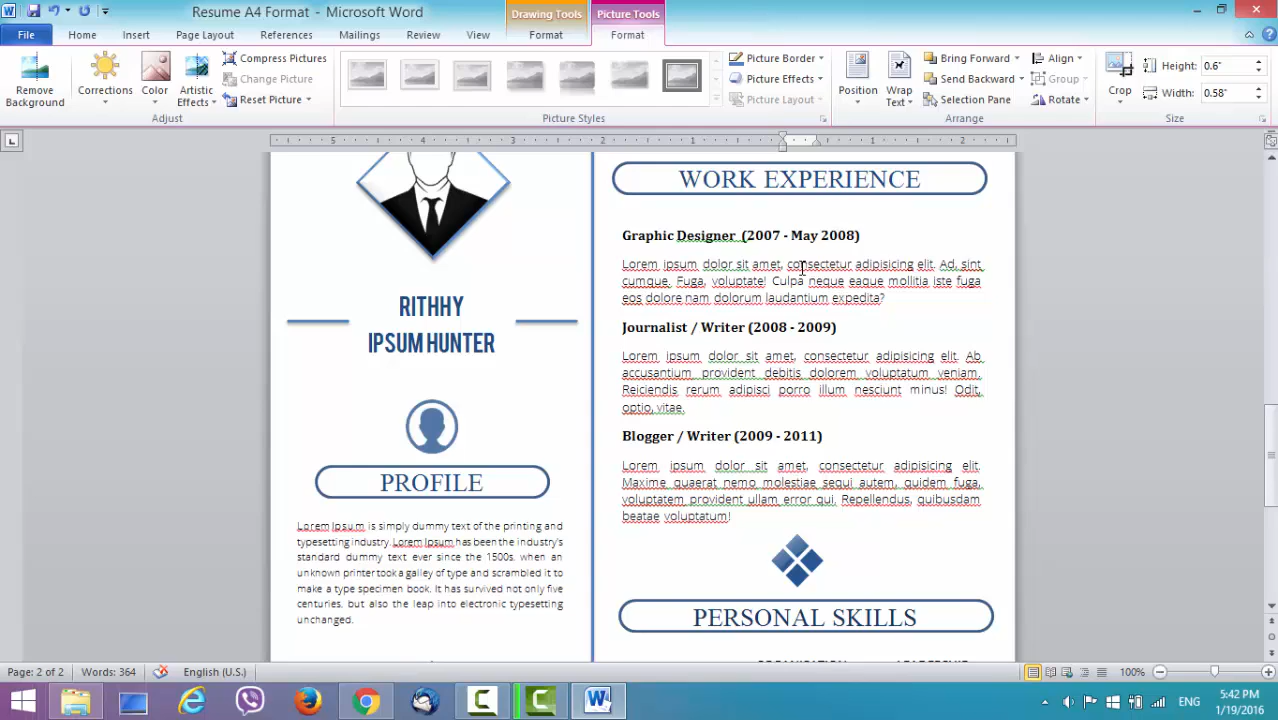 Resume A4 Format - Microsoft Word
Drawing Tools
Picture Tools
File
Home
Insert
Page Layout
References
Mailings
Review
View
Format
Format
Remove
Background
Corrections
Color
Artistic
Effects
Compress Pictures
Change Picture
Reset Picture
Adjust
Picture Border
Picture Effects
Picture Layout
Picture Styles
Position
Wrap
Text
Bring Forward
Send Backward
Selection Pane
Align
Group
Rotate
Arrange
Crop
Height: 0.6"
Width: 0.58"
Size
5 4 3 2 1 1 2
RITHHY
IPSUM HUNTER
PROFILE
Lorem Ipsum is simply dummy text of the printing and
typesetting industry. Lorem Ipsum has been the industry's
standard dummy text ever since the 1500s, when an
unknown printer took a galley of type and scrambled it to
make a type specimen book. It has survived not only five
centuries, but also the leap into electronic typesetting
unchanged.
WORK EXPERIENCE
Graphic Designer (2007 - May 2008)
Lorem ipsum dolor sit amet, consectetur adipisicing elit. Ad, sint
cumque. Fuga, voluptate! Culpa neque eaque mollitia iste fuga
eos dolore nam dolorum laudantium expedita?
Journalist / Writer (2008 - 2009)
Lorem ipsum dolor sit amet, consectetur adipisicing elit. Ab
accusantium provident debitis dolorem voluptatum veniam.
Reiciendis rerum adipisci porro illum nesciunt minus! Odit,
optio, vitae.
Blogger / Writer (2009 - 2011)
Lorem ipsum dolor sit amet, consectetur adipisicing elit.
Maxime quaerat nemo molestiae sequi autem, quidem fuga,
voluptatem provident ullam error qui. Repellendus, quibusdam
beatae voluptatum!
PERSONAL SKILLS
ORGANISATION LEADERSHIP
Page: 2 of 2
Words: 364
English (U.S.)
100%
ENG
5:42 PM
1/19/2016